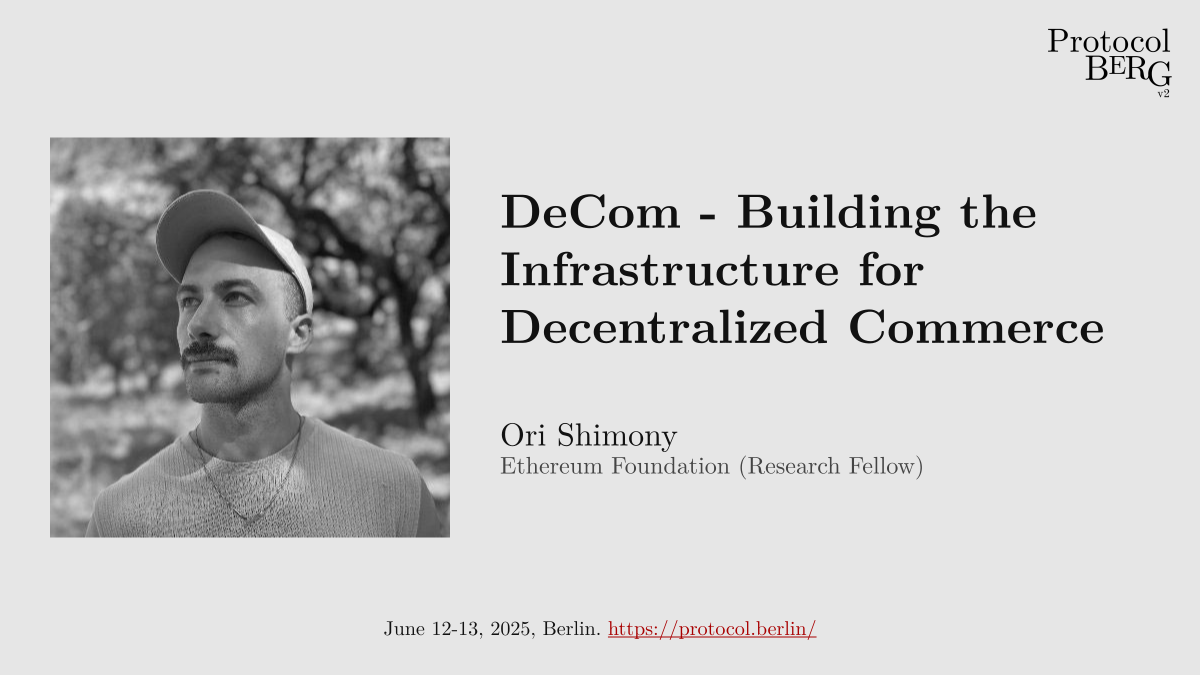 Protocol
BERG
v2
DeCom - Building the
Infrastructure for
Decentralized Commerce
Ori Shimony
Ethereum Foundation (Research Fellow)
June 12-13, 2025, Berlin. https://protocol.berlin/